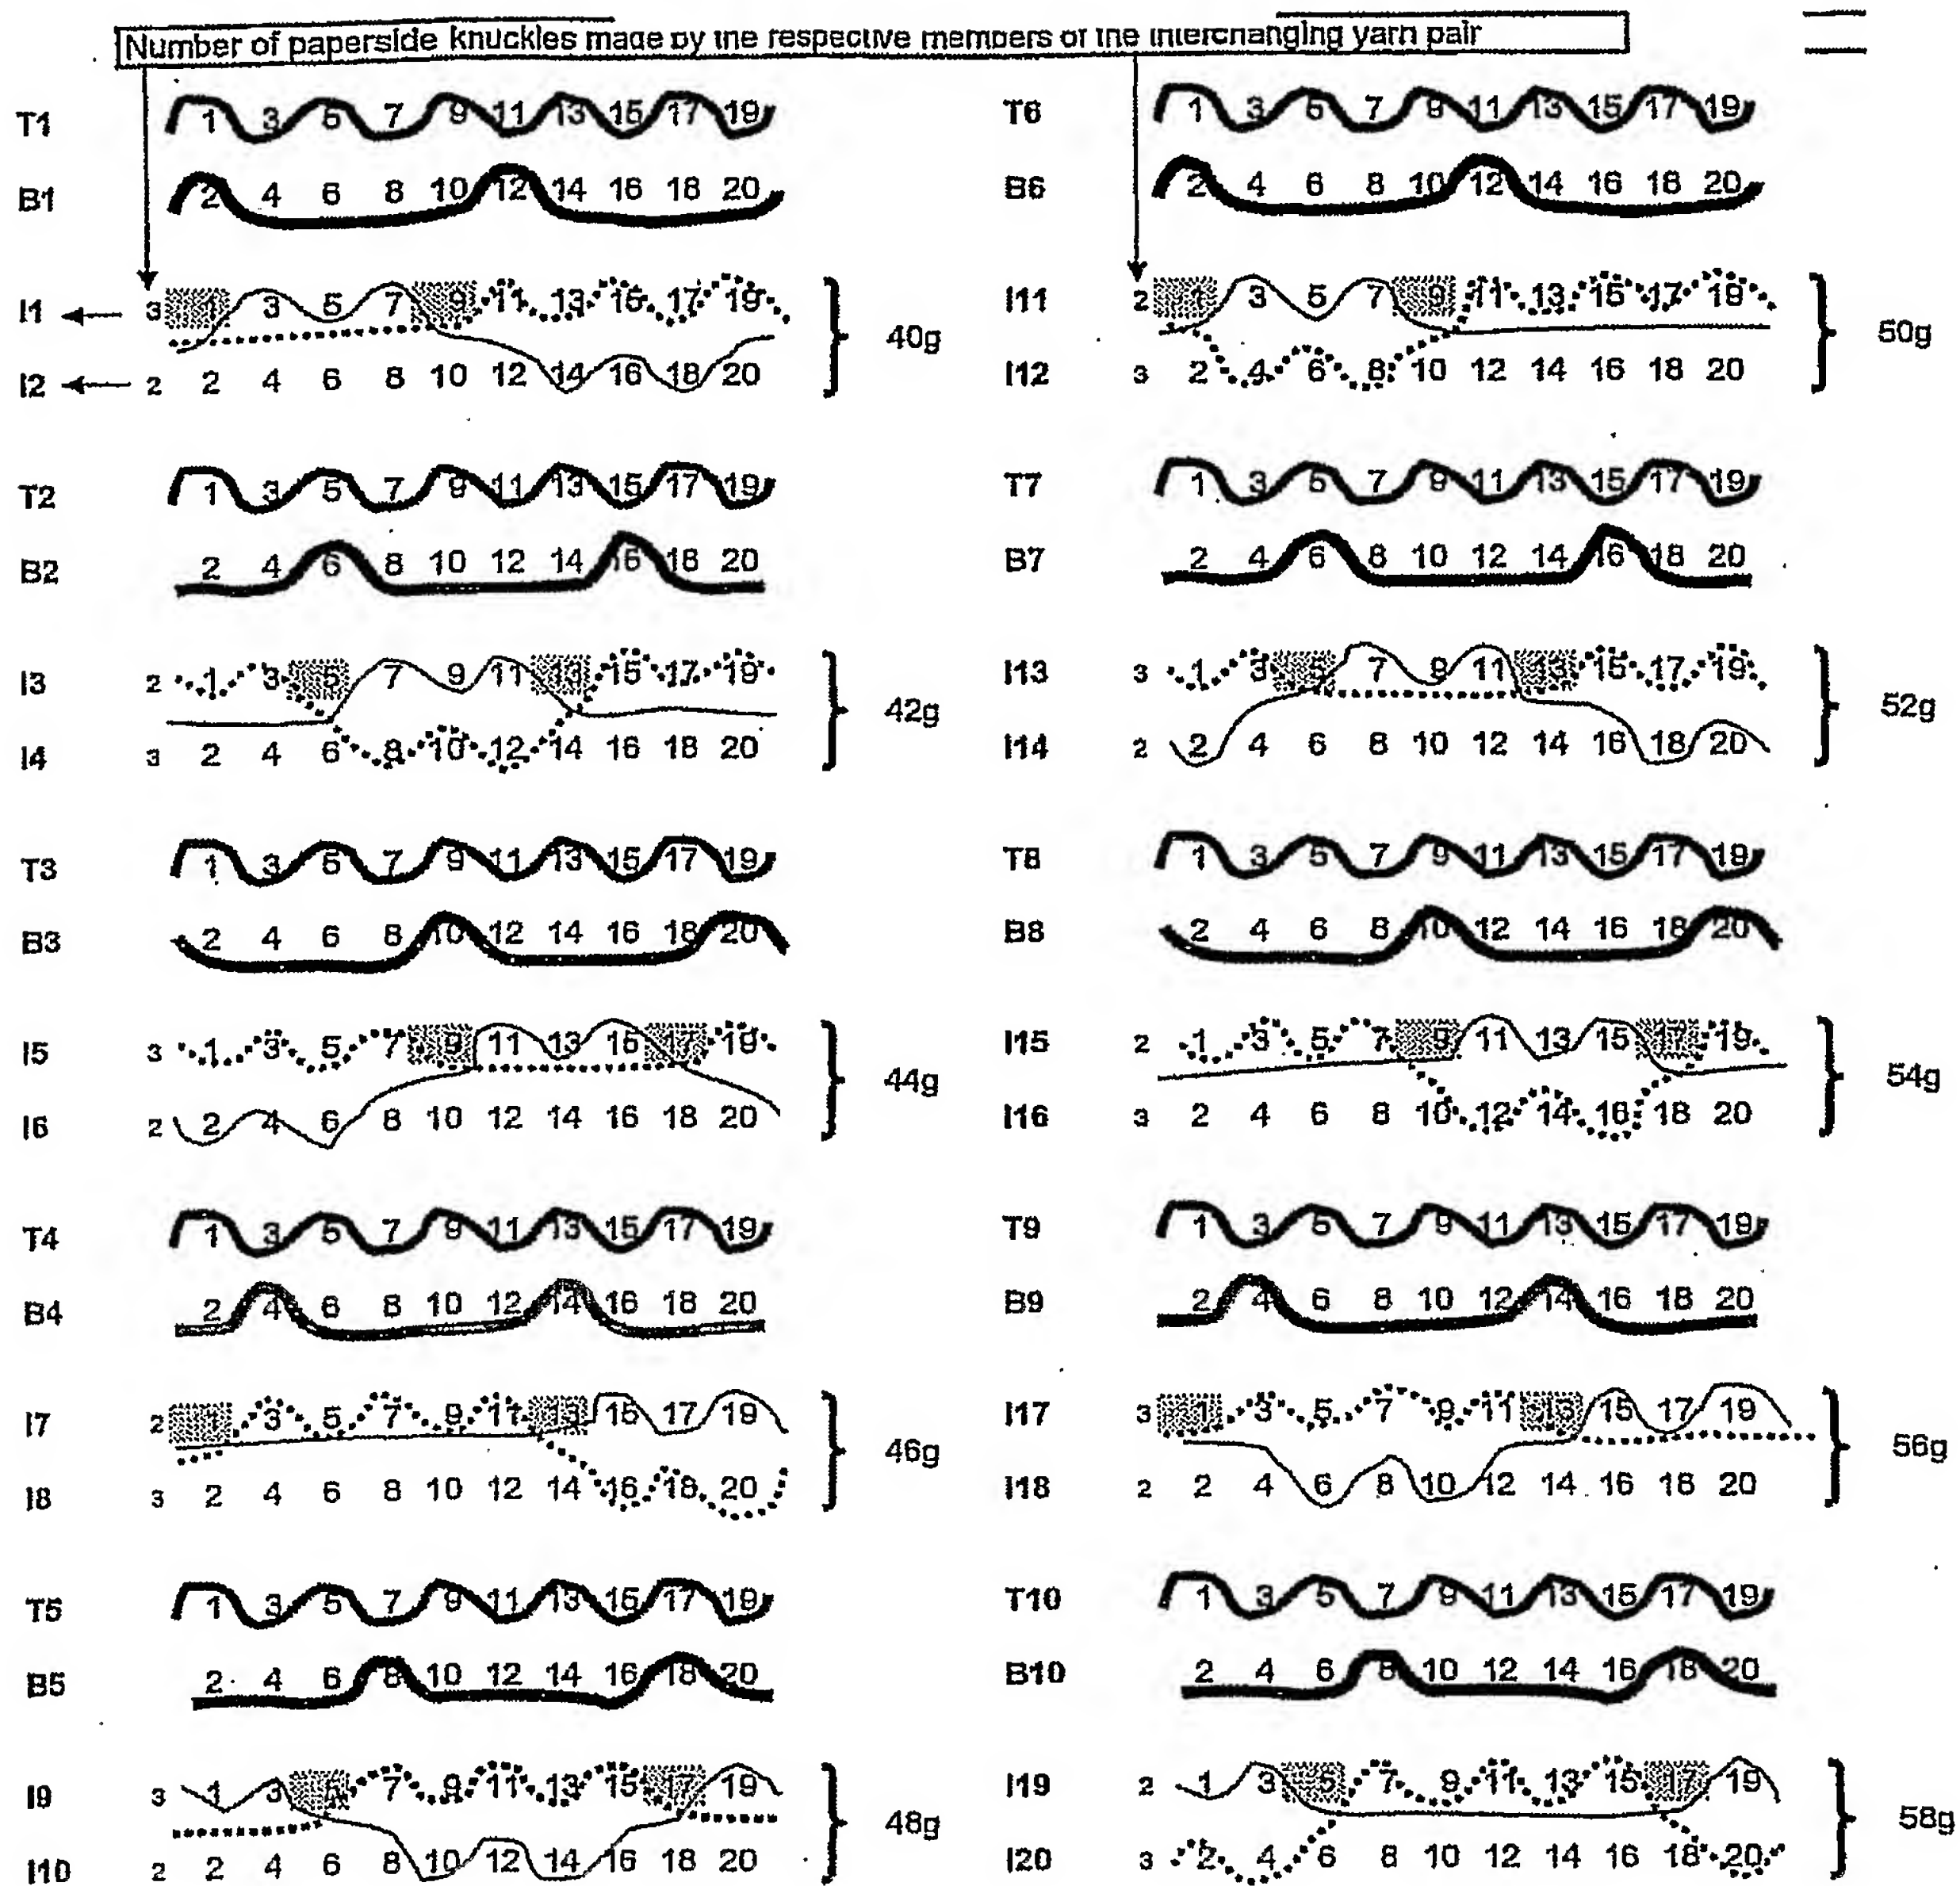 Number of paperside knuckles made by the respective members of the interchanging yarn pair
T1 1 3 5 7 9 11 13 15 17 19
B1 2 4 6 8 10 12 14 16 18 20
I1 3 1 3 5 7 9 11 13 15 17 19
40g
I2 2 2 4 6 8 10 12 14 16 18 20
T2 1 3 5 7 9 11 13 15 17 19
B2 2 4 6 8 10 12 14 16 18 20
I3 2 1 3 5 7 9 11 13 15 17 19
42g
I4 3 2 4 6 8 10 12 14 16 18 20
T3 1 3 5 7 9 11 13 15 17 19
B3 2 4 6 8 10 12 14 16 18 20
I5 3 1 3 5 7 9 11 13 15 17 19
44g
I6 2 2 4 6 8 10 12 14 16 18 20
T4 1 3 5 7 9 11 13 15 17 19
B4 2 4 6 8 10 12 14 16 18 20
I7 2 1 3 5 7 9 11 13 15 17 19
46g
I8 3 2 4 6 8 10 12 14 16 18 20
T5 1 3 5 7 9 11 13 15 17 19
B5 2 4 6 8 10 12 14 16 18 20
I9 3 1 3 5 7 9 11 13 15 17 19
48g
I10 2 2 4 6 8 10 12 14 16 18 20
T6 1 3 5 7 9 11 13 15 17 19
B6 2 4 6 8 10 12 14 16 18 20
I11 2 1 3 5 7 9 11 13 15 17 19
50g
I12 3 2 4 6 8 10 12 14 16 18 20
T7 1 3 5 7 9 11 13 15 17 19
B7 2 4 6 8 10 12 14 16 18 20
I13 3 1 3 5 7 9 11 13 15 17 19
52g
I14 2 2 4 6 8 10 12 14 16 18 20
T8 1 3 5 7 9 11 13 15 17 19
B8 2 4 6 8 10 12 14 16 18 20
I15 2 1 3 5 7 9 11 13 15 17 19
54g
I16 3 2 4 6 8 10 12 14 16 18 20
T9 1 3 5 7 9 11 13 15 17 19
B9 2 4 6 8 10 12 14 16 18 20
I17 3 1 3 5 7 9 11 13 15 17 19
56g
I18 2 2 4 6 8 10 12 14 16 18 20
T10 1 3 5 7 9 11 13 15 17 19
B10 2 4 6 8 10 12 14 16 18 20
I19 2 1 3 5 7 9 11 13 15 17 19
58g
I20 3 2 4 6 8 10 12 14 16 18 20